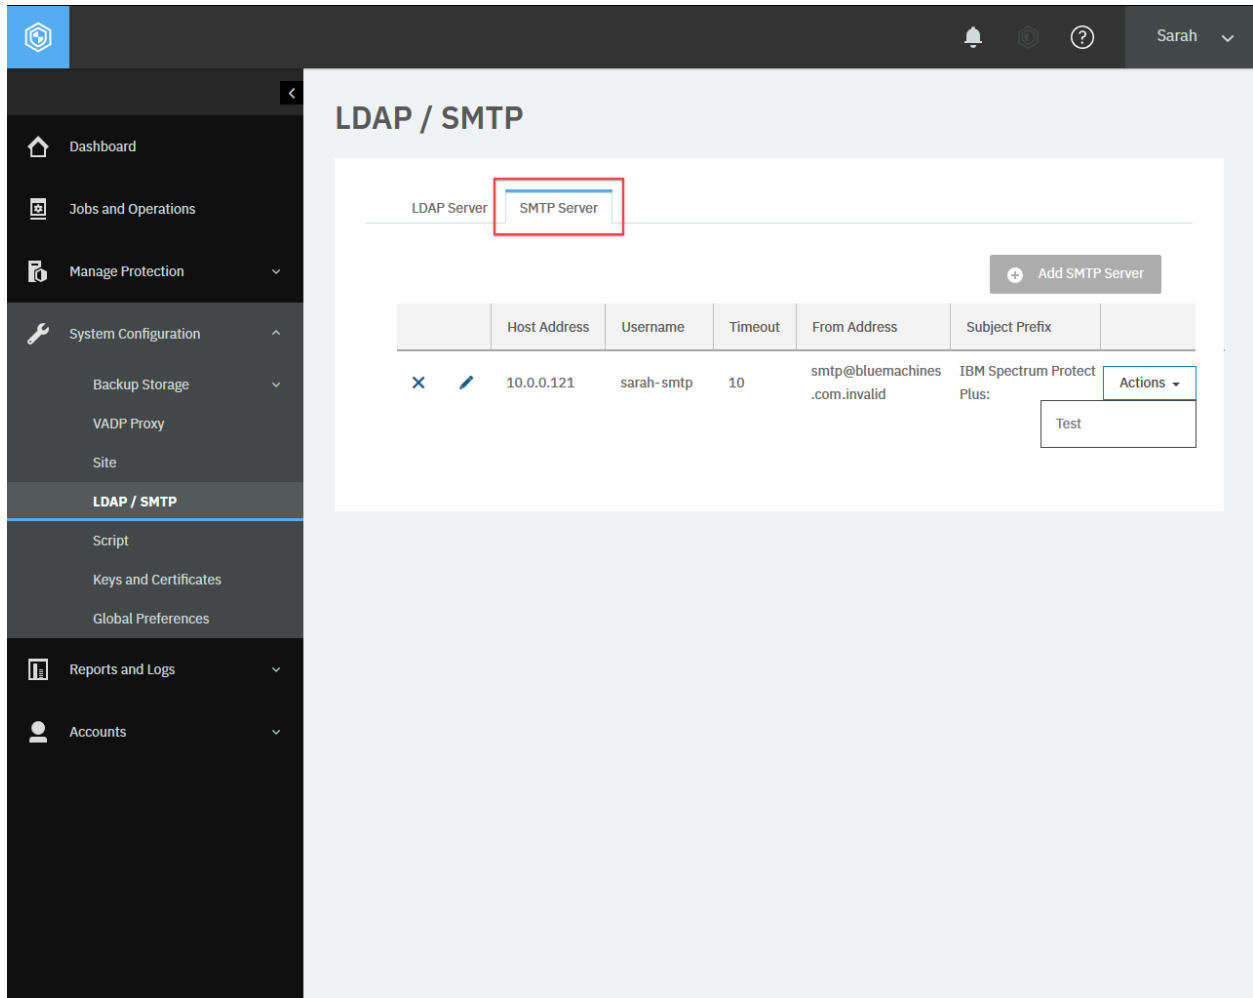 Sarah
LDAP / SMTP
Dashboard
Jobs and Operations
Manage Protection
System Configuration
Backup Storage
VADP Proxy
Site
LDAP / SMTP
Script
Keys and Certificates
Global Preferences
Reports and Logs
Accounts
LDAP Server SMTP Server
Add SMTP Server
Host Address Username Timeout From Address Subject Prefix
10.0.0.121 sarah-smtp 10 smtp@bluemachines IBM Spectrum Protect Actions
.com.invalid Plus:
Test